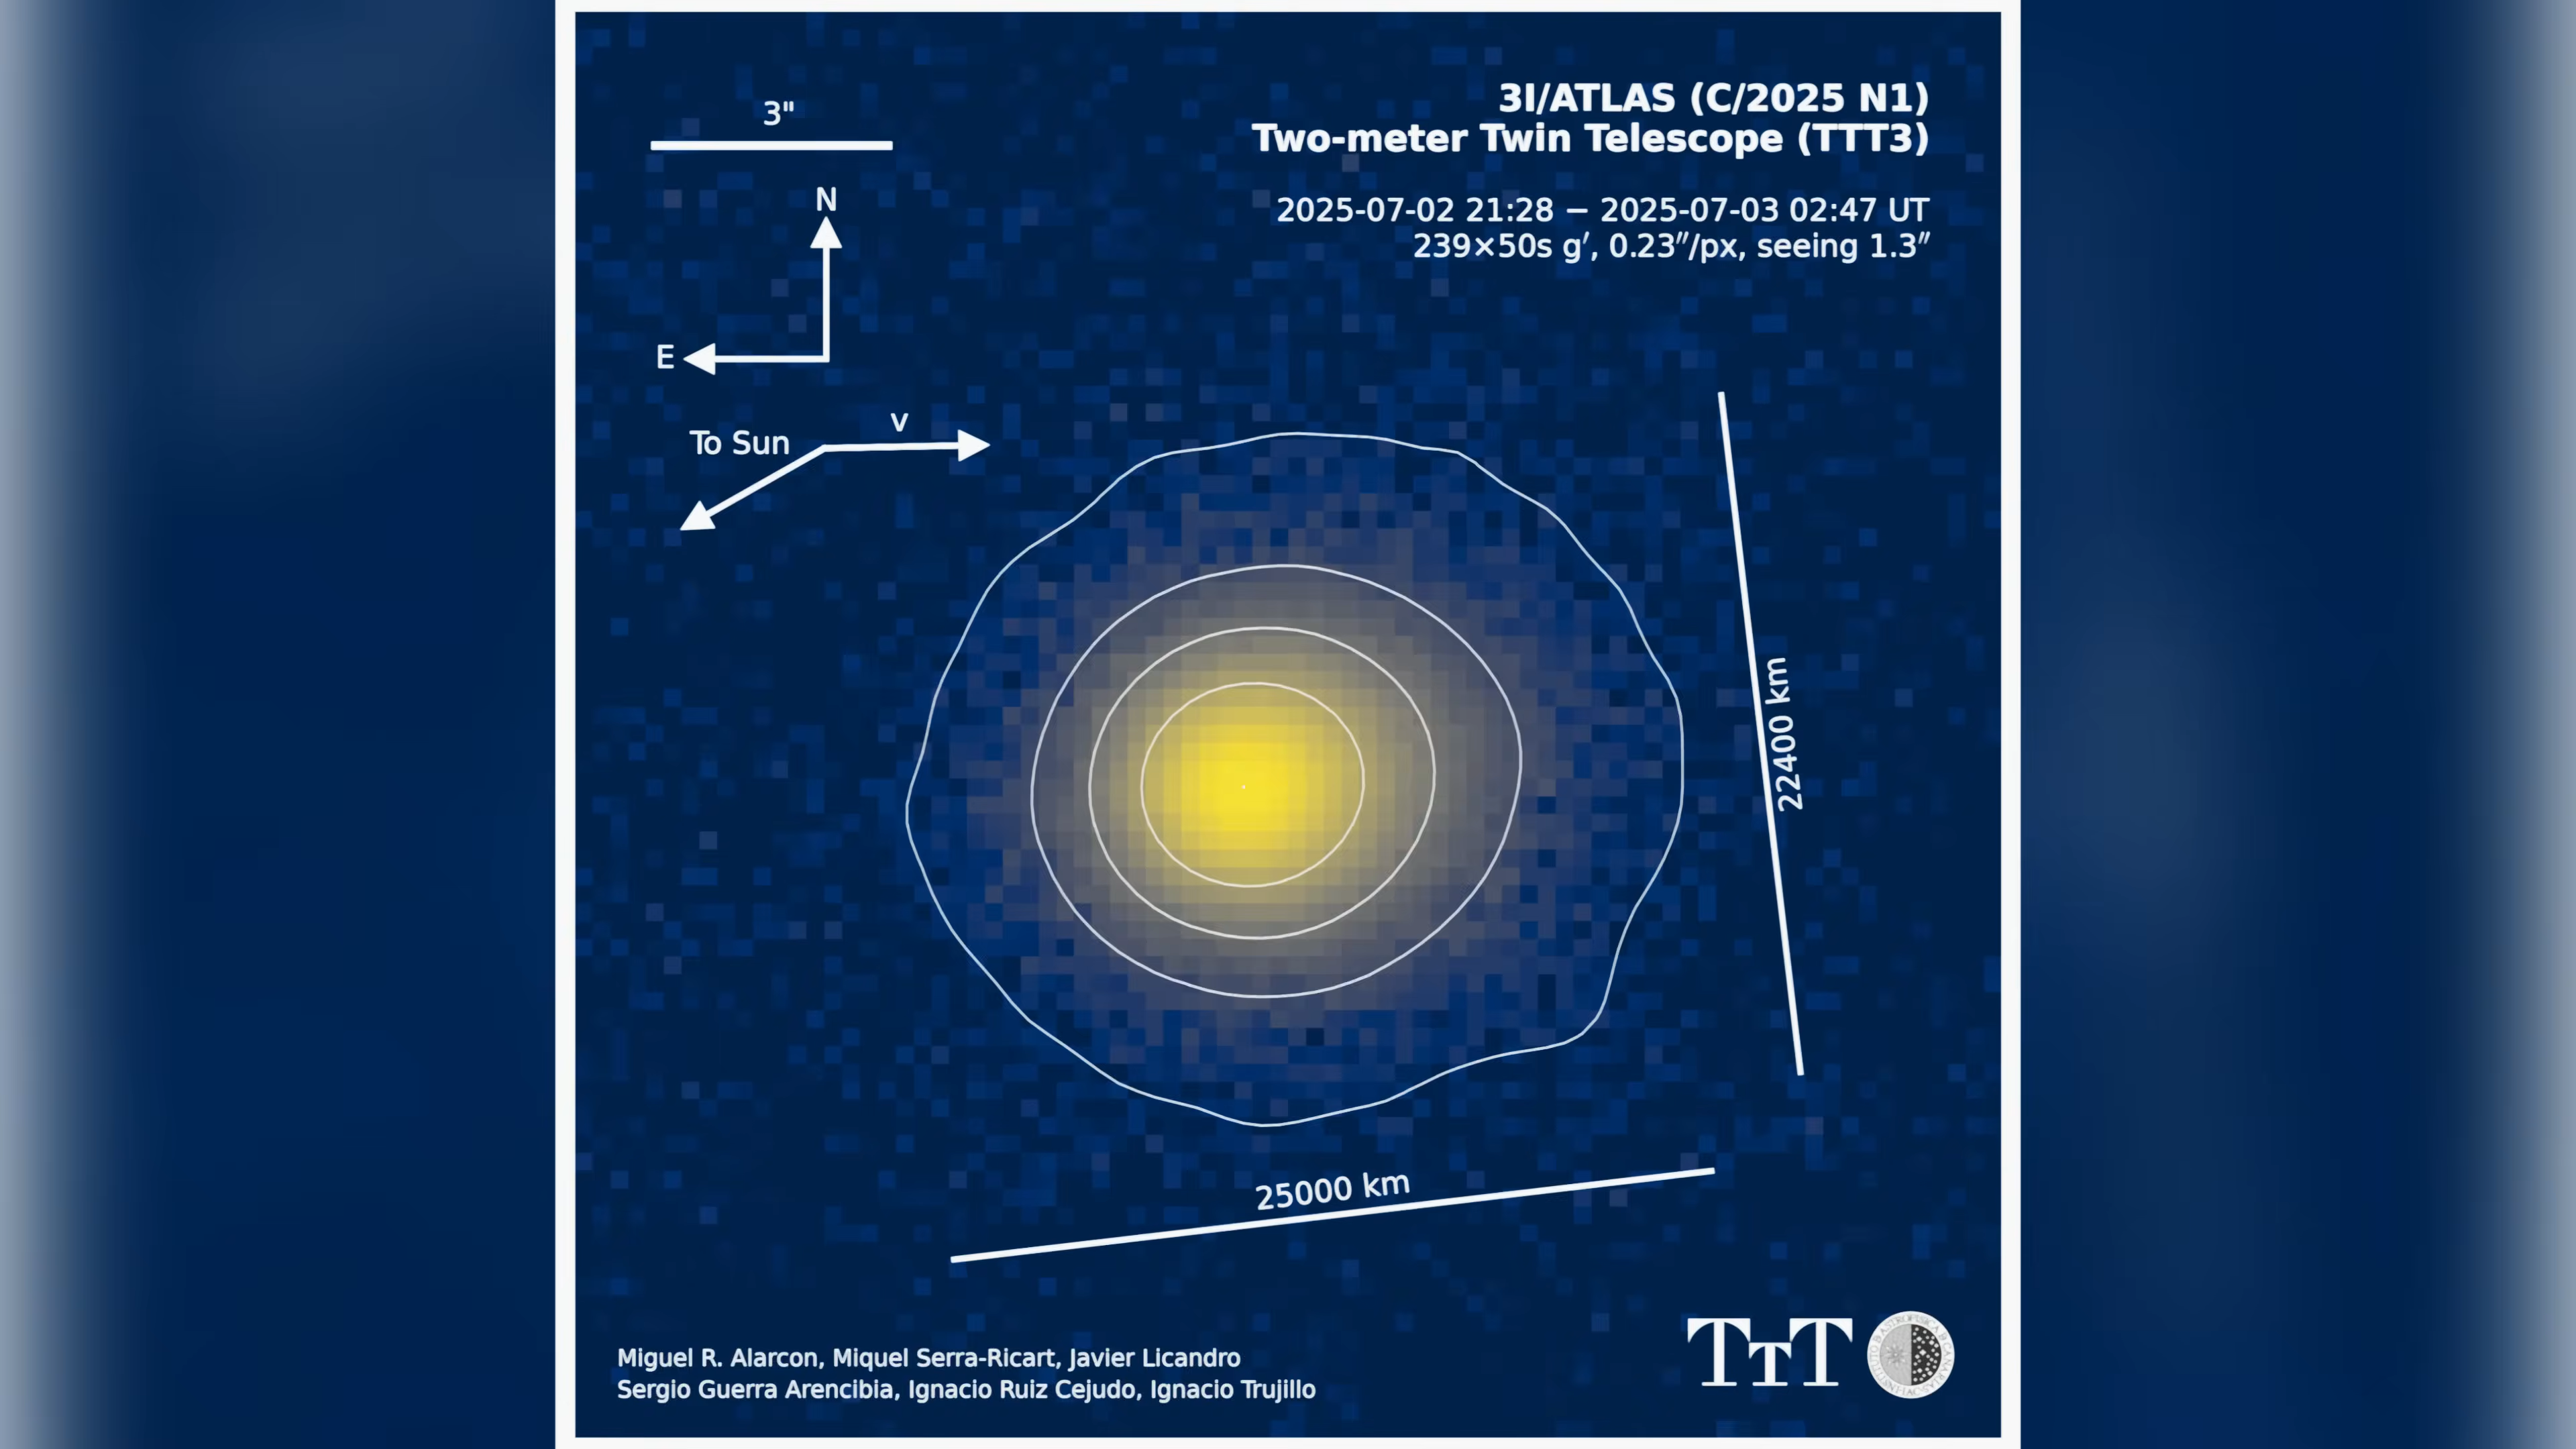 3"
3I/ATLAS (C/2025 N1)
Two-meter Twin Telescope (TTT3)
2025-07-02 21:28 − 2025-07-03 02:47 UT
239×50s g′, 0.23″/px, seeing 1.3″
N
E
v
To Sun
22400 km
25000 km
Miguel R. Alarcon, Miquel Serra-Ricart, Javier Licandro
Sergio Guerra Arencibia, Ignacio Ruiz Cejudo, Ignacio Trujillo
TTT